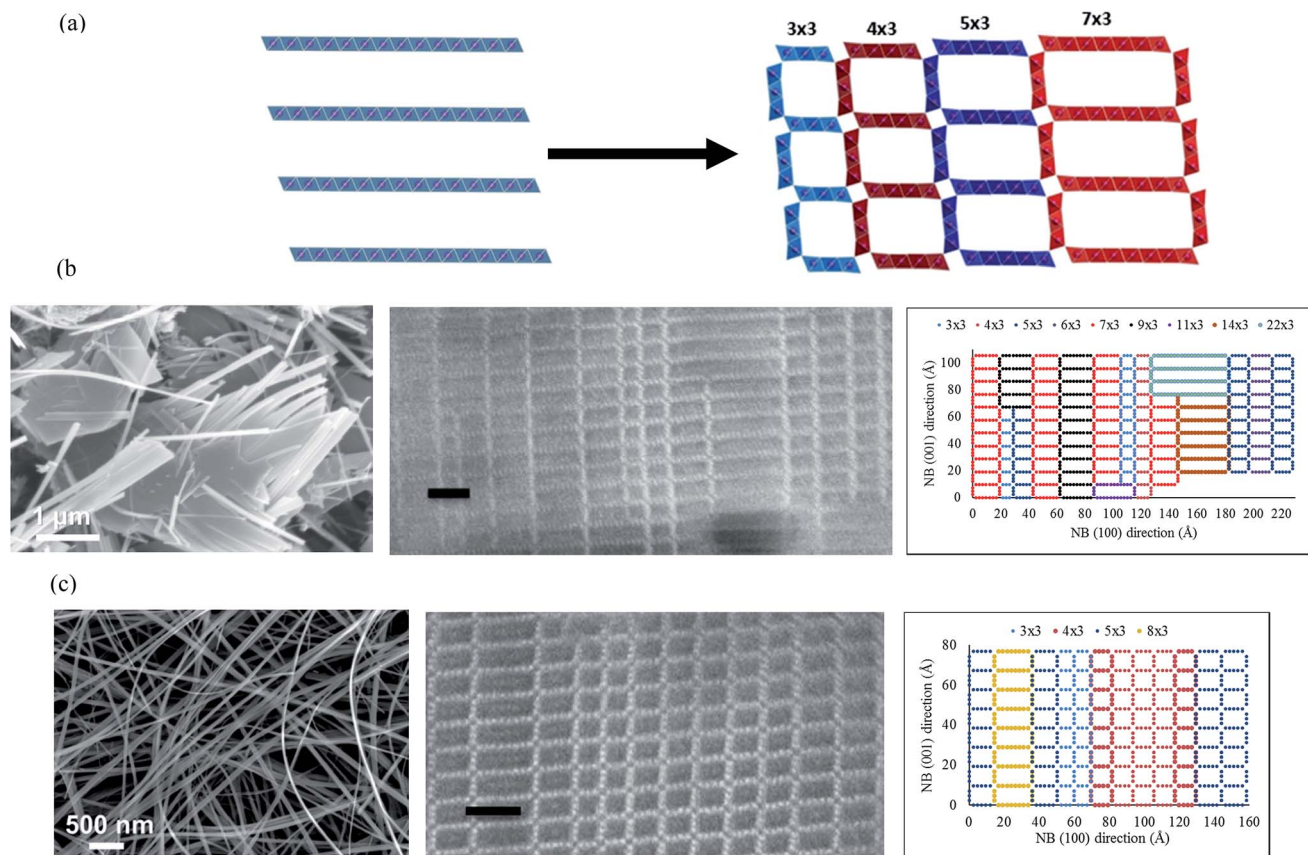 (a)
3x3 4x3 5x3 7x3
(b)
1 μm
3x3 4x3 5x3 6x3 7x3 9x3 11x3 14x3 22x3
NB (001) direction (Å)
100
80
60
40
20
0
0 20 40 60 80 100 120 140 160 180 200 220
NB (100) direction (Å)
(c)
500 nm
3x3 4x3 5x3 8x3
NB (001) direction (Å)
80
60
40
20
0
0 20 40 60 80 100 120 140 160
NB (100) direction (Å)